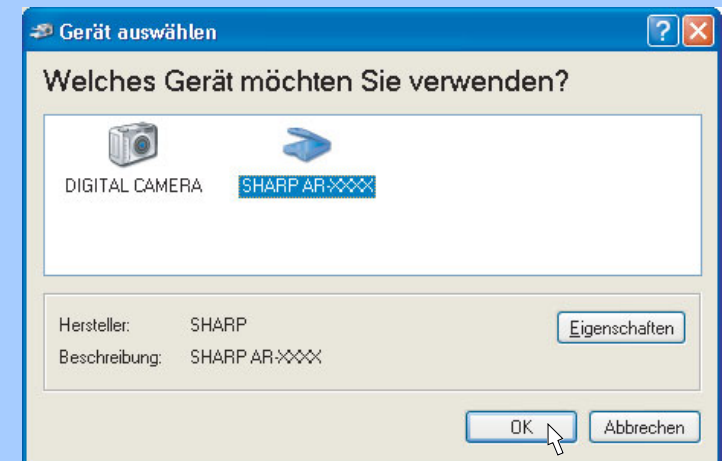 Gerät auswählen
Welches Gerät möchten Sie verwenden?
DIGITAL CAMERA SHARP AR-XXXX
Hersteller: SHARP
Eigenschaften
Beschreibung: SHARP AR-XXXX
OK Abbrechen